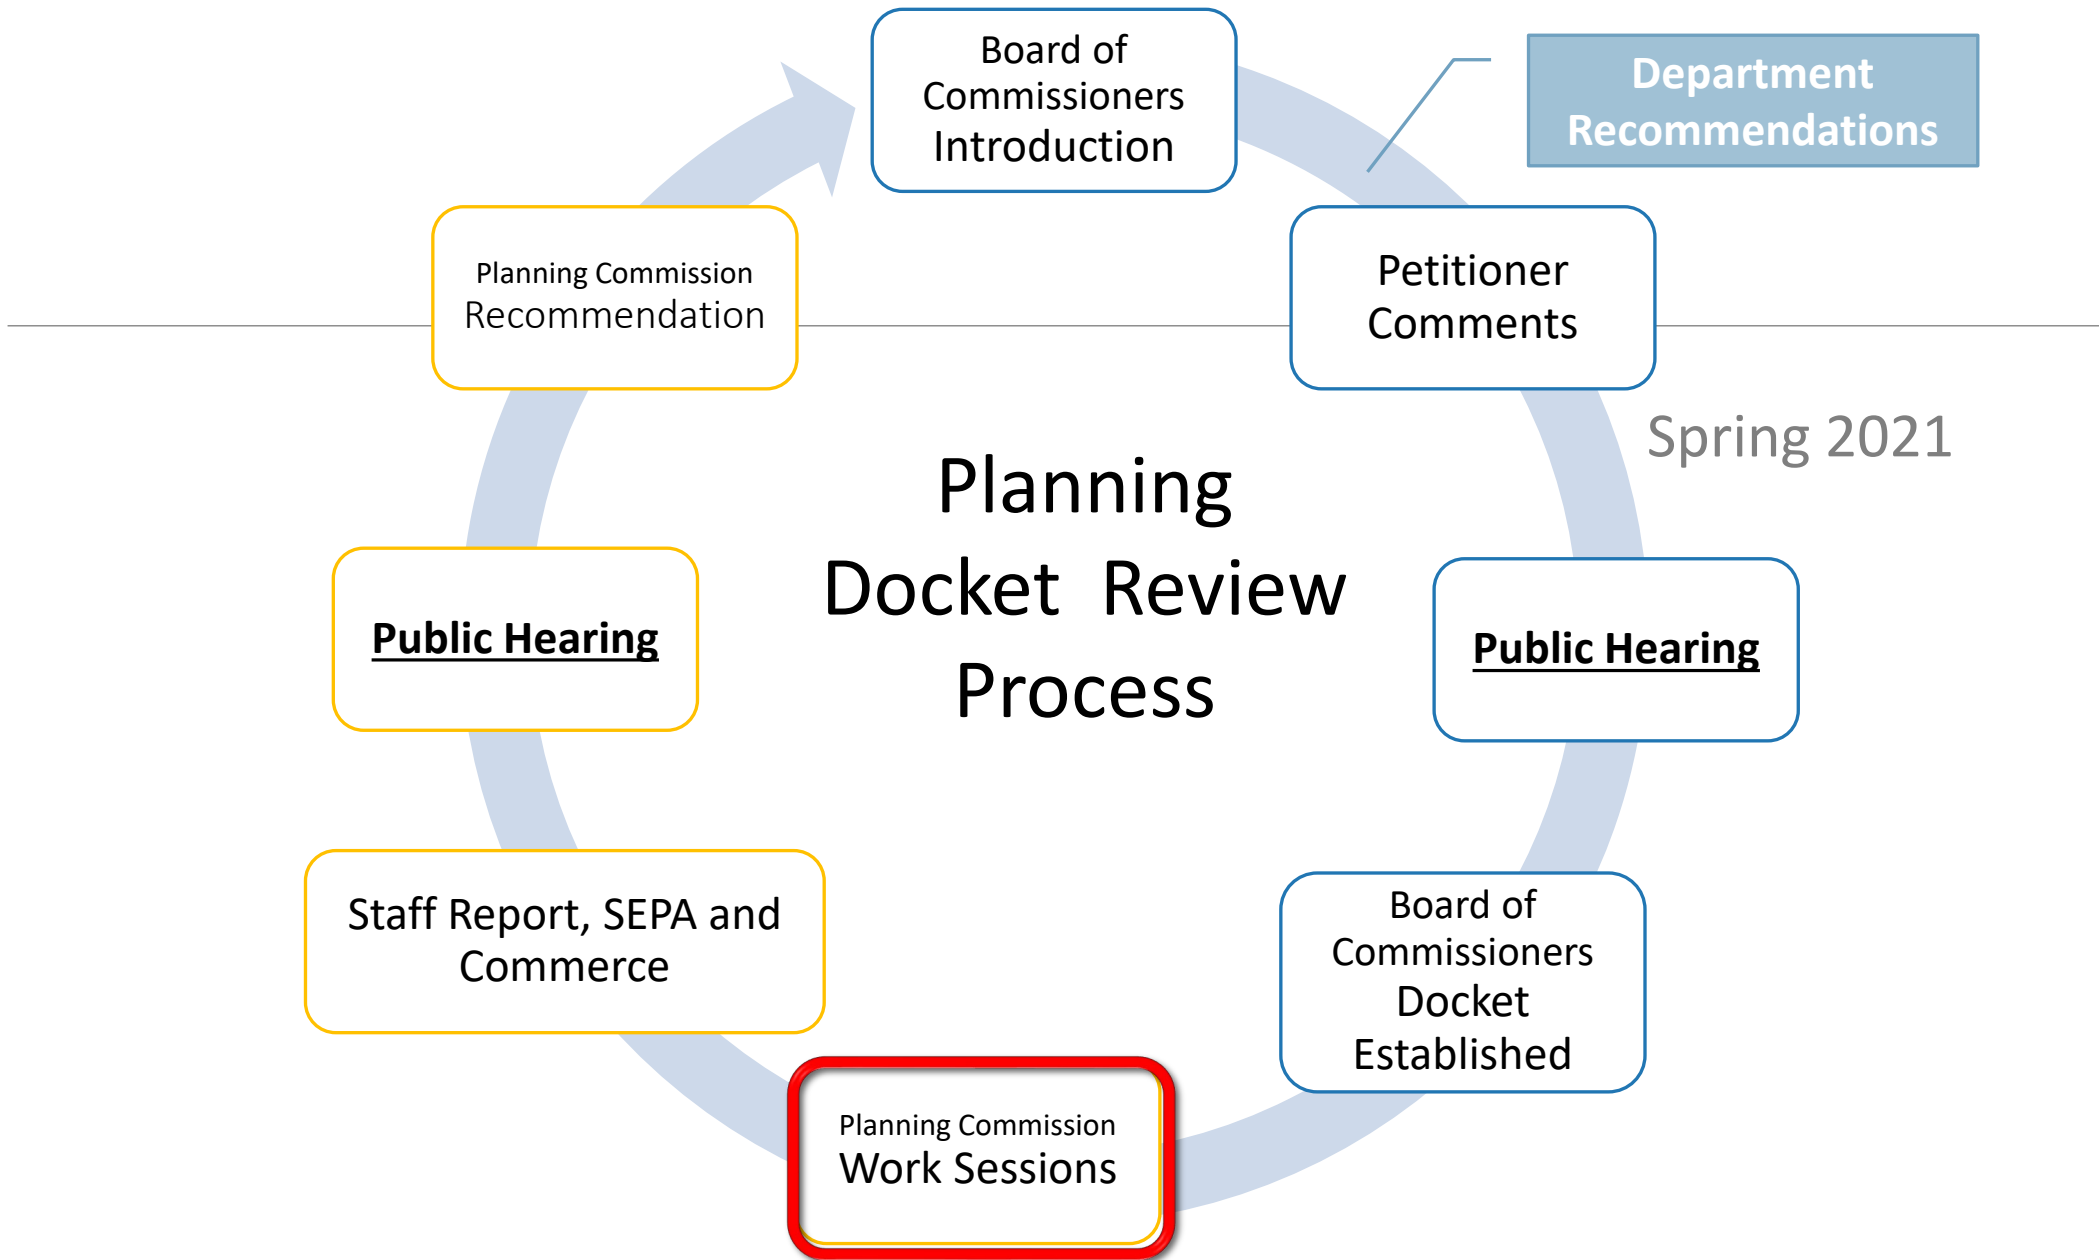 Board of
Commissioners
Introduction
Department
Recommendations
Planning Commission
Recommendation
Petitioner
Comments
Spring 2021
Planning
Docket Review
Process
Public Hearing
Public Hearing
Staff Report, SEPA and
Commerce
Board of
Commissioners
Docket
Established
Planning Commission
Work Sessions